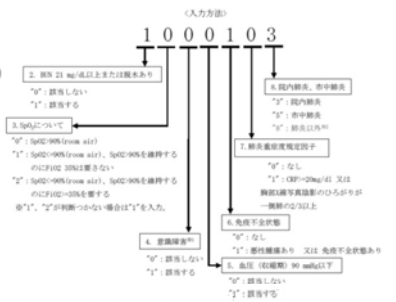 <入力方法>
1 0 0 0 1 0 3
2. BUN 21 mg/dL以上または脱水あり
"0"：該当しない
"1"：該当する
3.SpO₂について
"0"：SpO2>90%(room air)
"1"：SpO2<=90%(room air)、SpO2>90%を維持する
のにFiO2 35%は要さない
"2"：SpO2<=90%(room air)、SpO2>90%を維持する
のにFiO2>=35%を要する
※"1"、"2"が判断つかない場合は"1"を入力。
4. 意識障害
"0"：該当しない
"1"：該当する
8.院内肺炎、市中肺炎
"3"：院内肺炎
"5"：市中肺炎
"8"：肺炎以外
7.肺炎重症度規定因子
"0"：なし
"1"：CRP>=20mg/dl 又は
胸部X線写真陰影のひろがりが
一側肺の2/3以上
6.免疫不全状態
"0"：なし
"1"：悪性腫瘍あり 又は 免疫不全状態あり
5. 血圧（収縮期）90 mmHg以下
"0"：該当しない
"1"：該当する